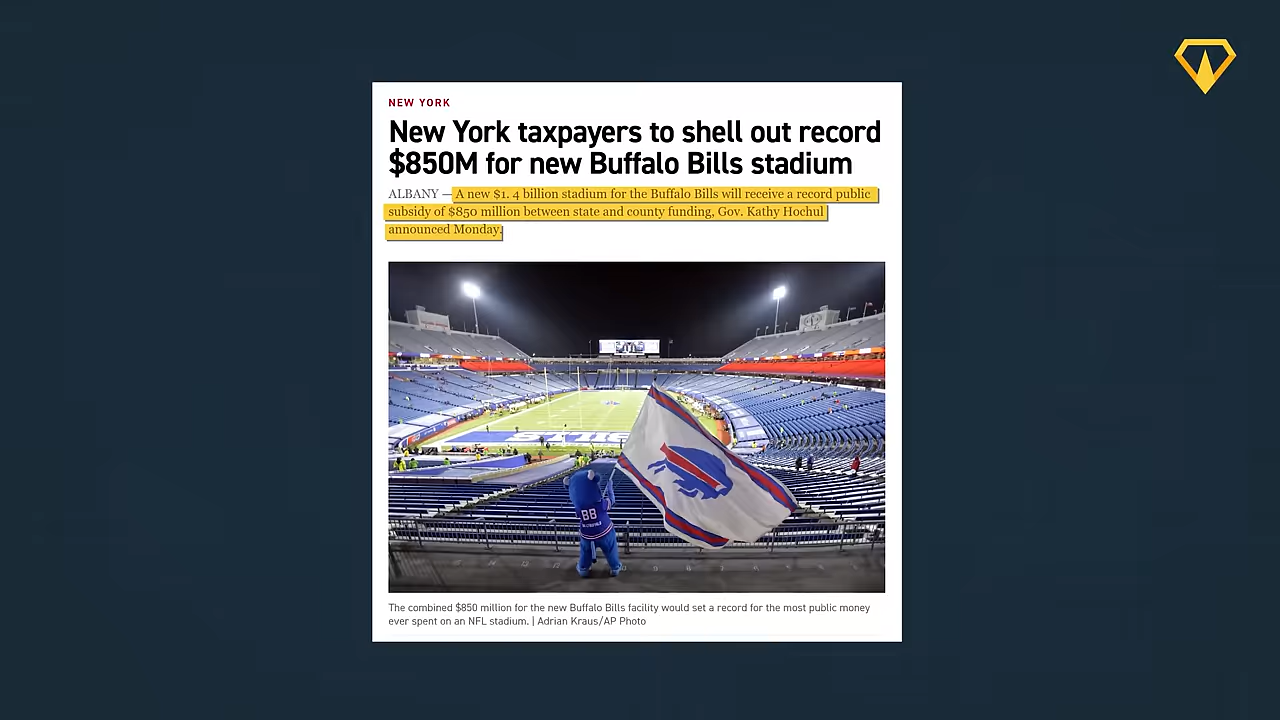 NEW YORK
New York taxpayers to shell out record
$850M for new Buffalo Bills stadium
ALBANY — A new $1. 4 billion stadium for the Buffalo Bills will receive a record public
subsidy of $850 million between state and county funding, Gov. Kathy Hochul
announced Monday.
BILLS
88
The combined $850 million for the new Buffalo Bills facility would set a record for the most public money
ever spent on an NFL stadium. | Adrian Kraus/AP Photo